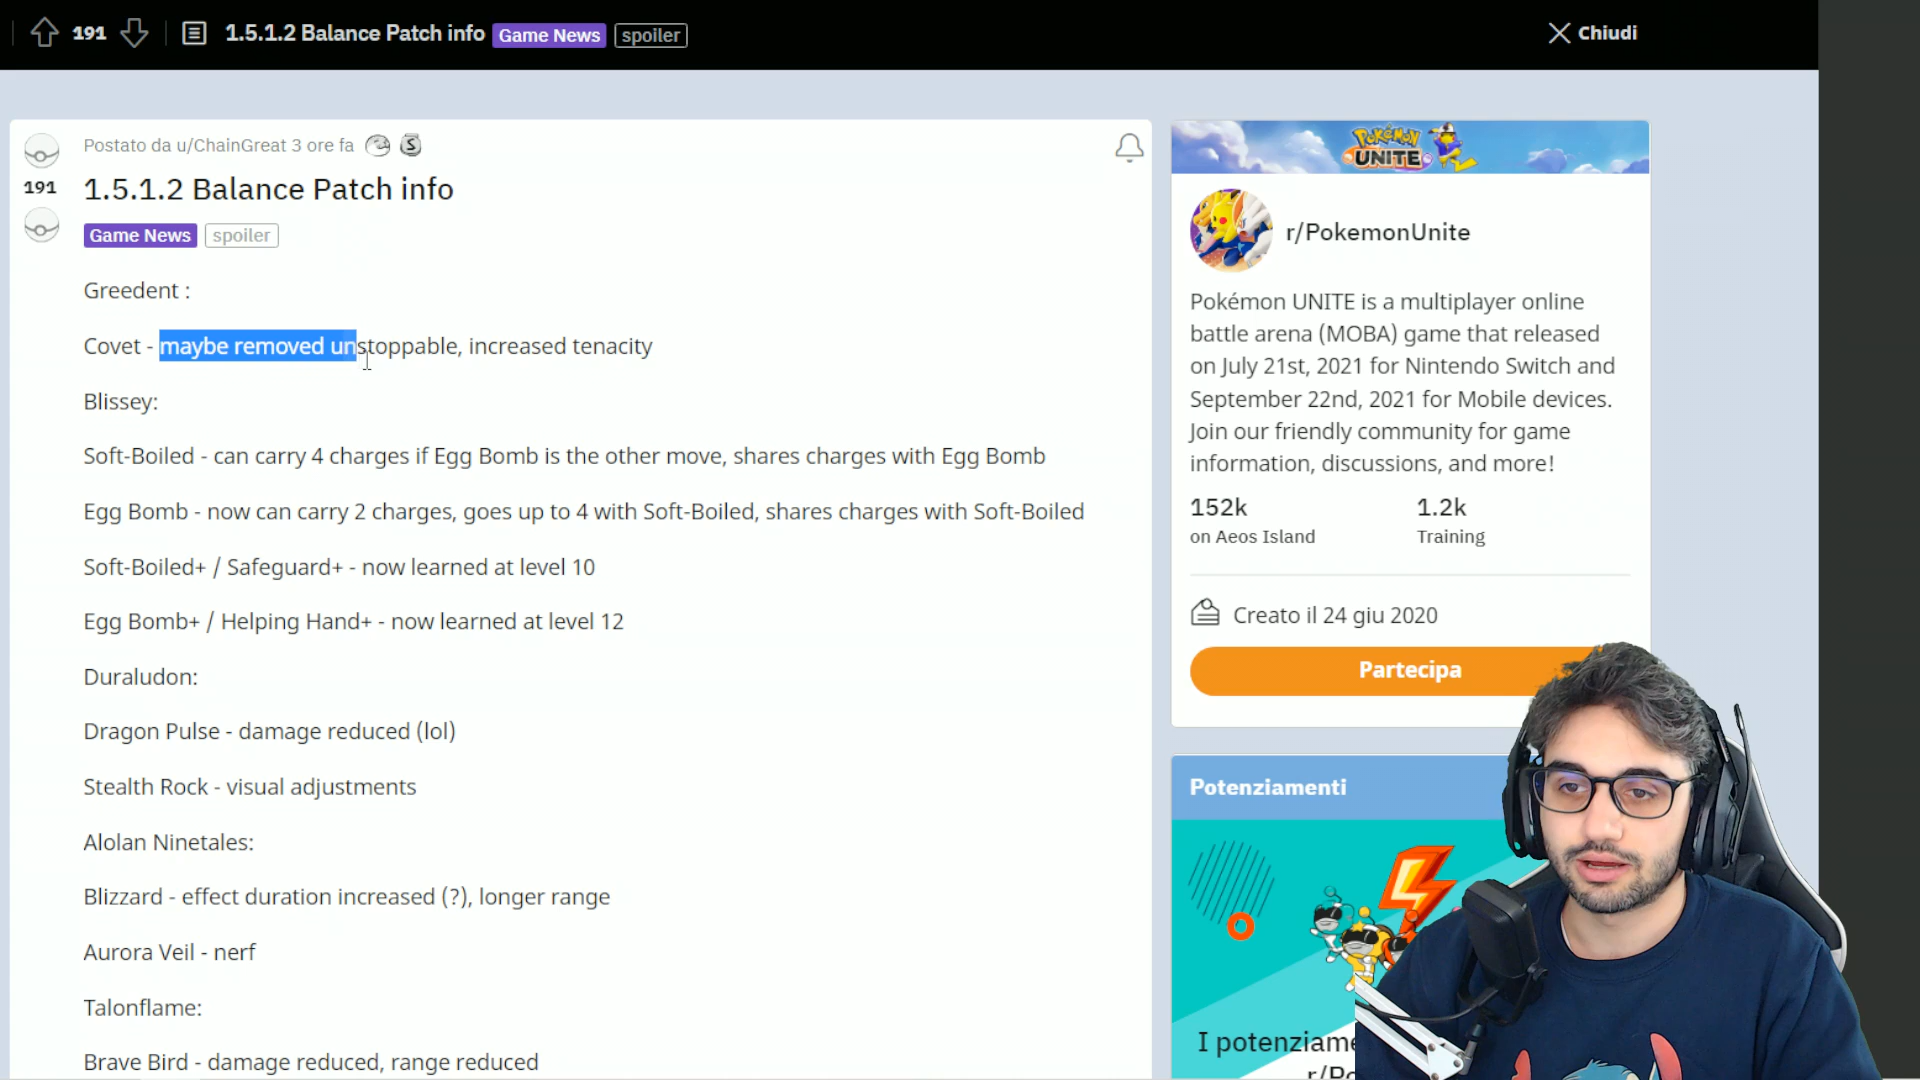 191
1.5.1.2 Balance Patch info
Game News
spoiler
Chiudi
Postato da u/ChainGreat 3 ore fa
191
1.5.1.2 Balance Patch info
Game News
spoiler
Greedent :
Covet - maybe removed unstoppable, increased tenacity
Blissey:
Soft-Boiled - can carry 4 charges if Egg Bomb is the other move, shares charges with Egg Bomb
Egg Bomb - now can carry 2 charges, goes up to 4 with Soft-Boiled, shares charges with Soft-Boiled
Soft-Boiled+ / Safeguard+ - now learned at level 10
Egg Bomb+ / Helping Hand+ - now learned at level 12
Duraludon:
Dragon Pulse - damage reduced (lol)
Stealth Rock - visual adjustments
Alolan Ninetales:
Blizzard - effect duration increased (?), longer range
Aurora Veil - nerf
Talonflame:
Brave Bird - damage reduced, range reduced
POKéMON
UNITE
r/PokemonUnite
Pokémon UNITE is a multiplayer online
battle arena (MOBA) game that released
on July 21st, 2021 for Nintendo Switch and
September 22nd, 2021 for Mobile devices.
Join our friendly community for game
information, discussions, and more!
152k
on Aeos Island
1.2k
Training
Creato il 24 giu 2020
Partecipa
Potenziamenti
I potenziame
r/Po